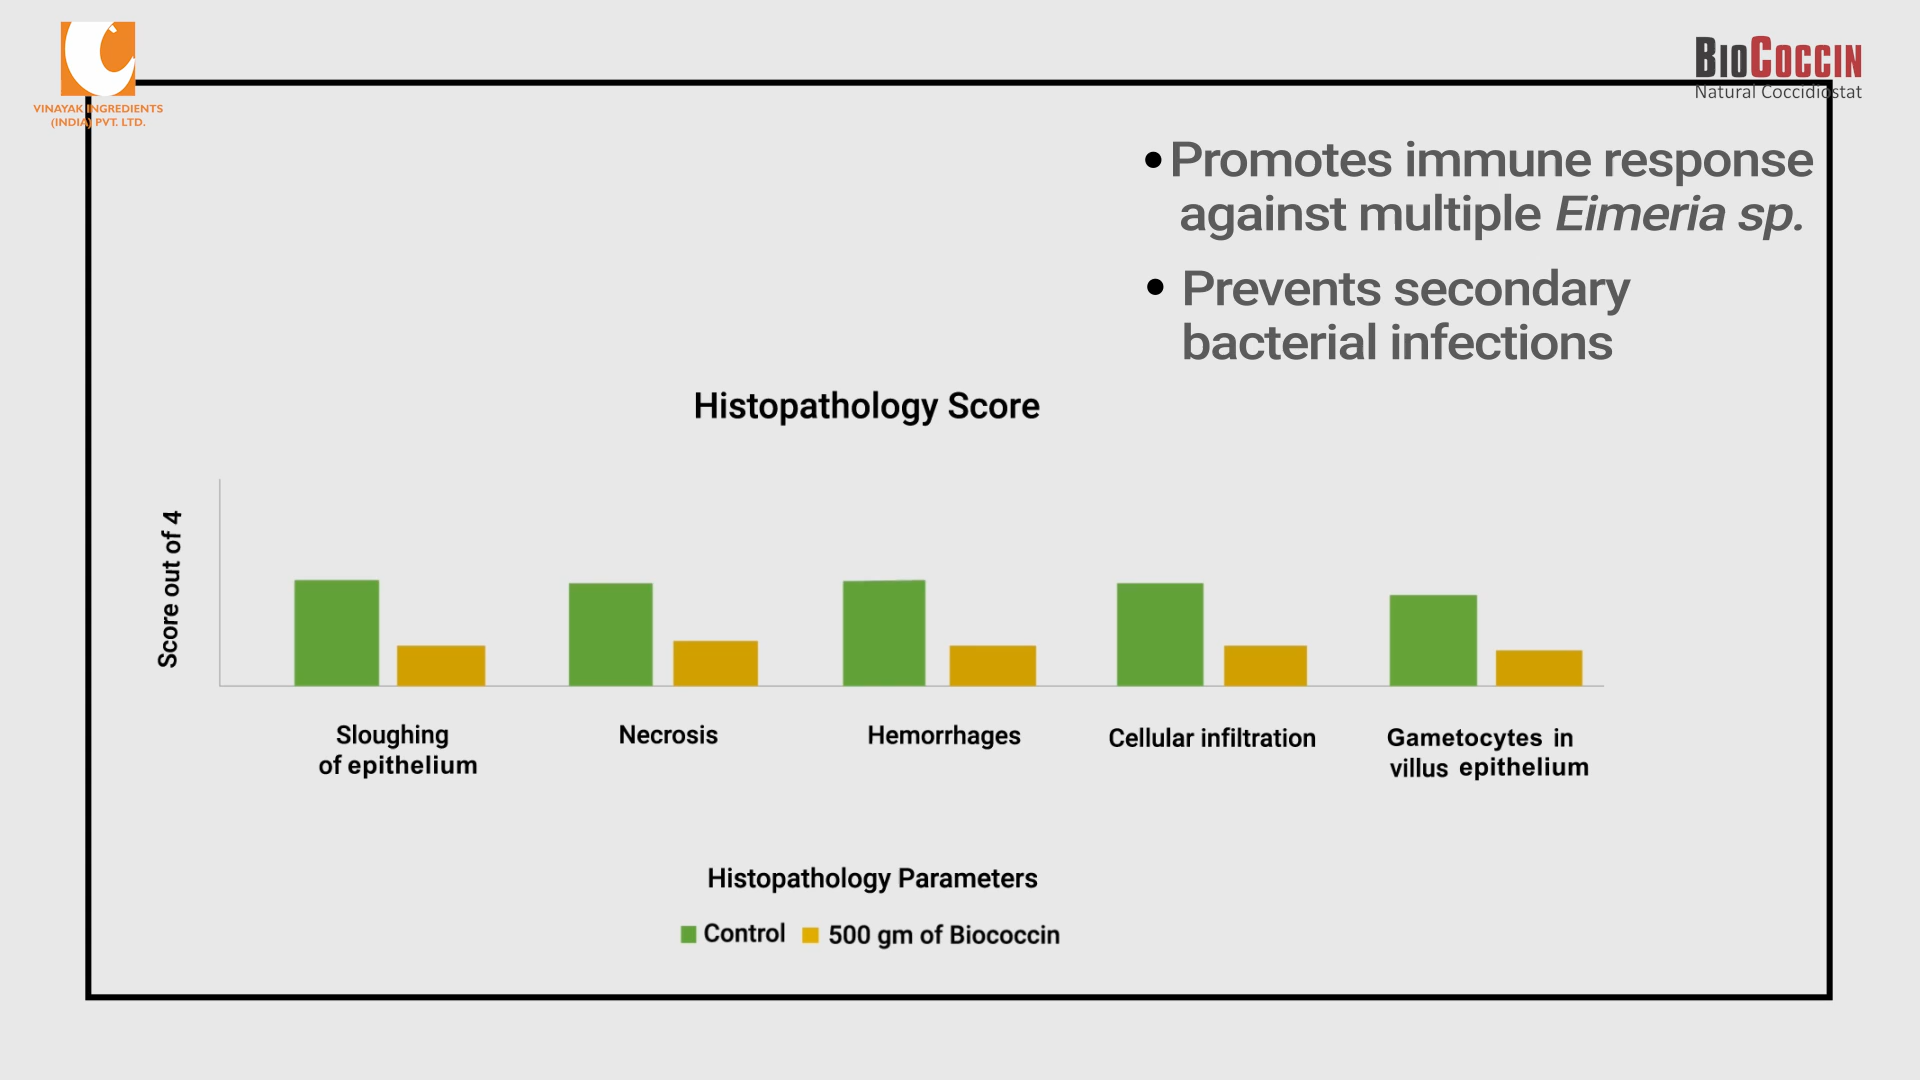 VINAYAK INGREDIENTS
(INDIA) PVT. LTD.
BIOCOCCIN
Natural Coccidiostat
• Promotes immune response
against multiple Eimeria sp.
• Prevents secondary
bacterial infections
Histopathology Score
Score out of 4
Sloughing
of epithelium
Necrosis
Hemorrhages
Cellular infiltration
Gametocytes in
villus epithelium
Histopathology Parameters
Control
500 gm of Biococcin